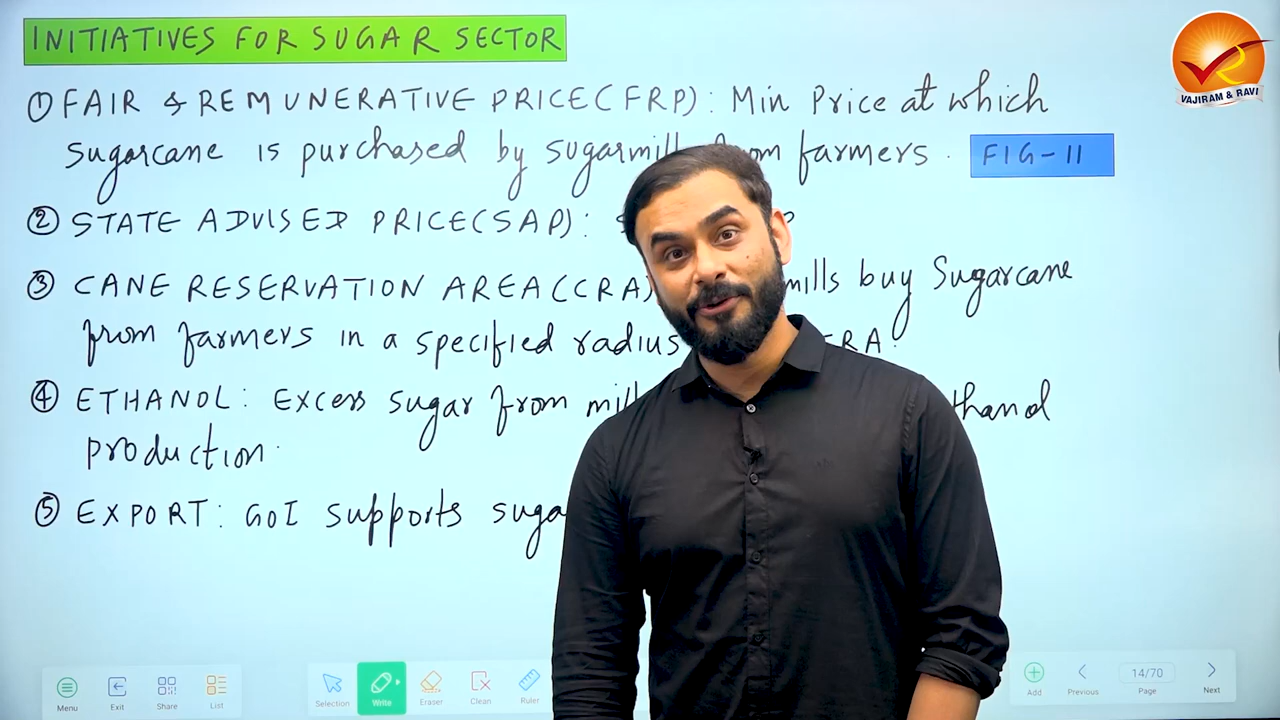 INITIATIVES FOR SUGAR SECTOR
VAJIRAM & RAVI
① FAIR & REMUNERATIVE PRICE (FRP): Min Price at which
sugarcane is purchased by sugarmill from farmers.
FIG-11
② STATE ADVISED PRICE (SAP):
③ CANE RESERVATION AREA (CRA) mills buy Sugarcane
from farmers in a specified radius CRA.
④ ETHANOL: Excess sugar from mill
production.
⑤ EXPORT: GOI supports
Menu
Exit
Share
List
Selection
Write
Eraser
Clean
Ruler
Add
Previous
14/70
Page
Next